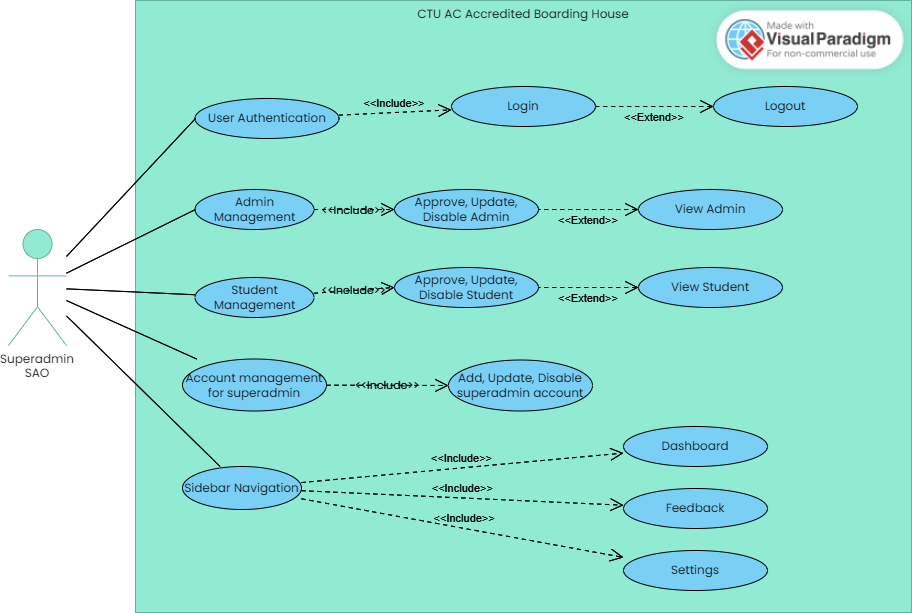 CTU AC Accredited Boarding House
Made with
Visual Paradigm
For non-commercial use
User Authentication
<<Include>>
Login
<<Extend>>
Logout
Admin
Management
<<Include>>
Approve, Update,
Disable Admin
<<Extend>>
View Admin
Student
Management
<<Include>>
Approve, Update,
Disable Student
<<Extend>>
View Student
Superadmin
SAO
Account management
for superadmin
<<Include>>
Add, Update, Disable
superadmin account
Sidebar Navigation
<<Include>>
Dashboard
<<Include>>
Feedback
<<Include>>
Settings